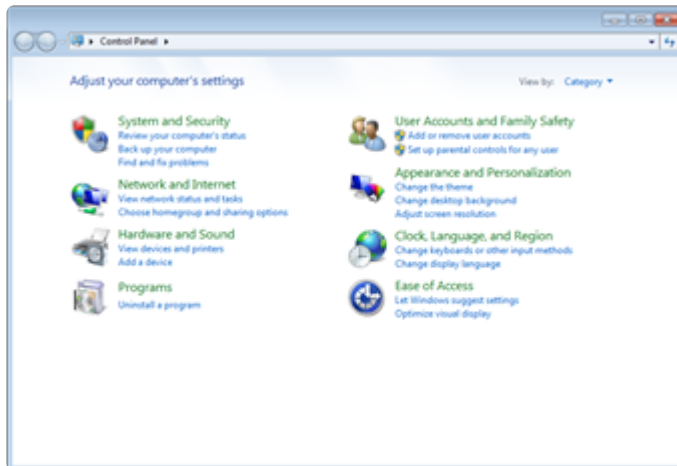 Control Panel
Adjust your computer's settings
View by: Category
System and Security
Review your computer's status
Back up your computer
Find and fix problems
Network and Internet
View network status and tasks
Choose homegroup and sharing options
Hardware and Sound
View devices and printers
Add a device
Programs
Uninstall a program
User Accounts and Family Safety
Add or remove user accounts
Set up parental controls for any user
Appearance and Personalization
Change the theme
Change desktop background
Adjust screen resolution
Clock, Language, and Region
Change keyboards or other input methods
Change display language
Ease of Access
Let Windows suggest settings
Optimize visual display